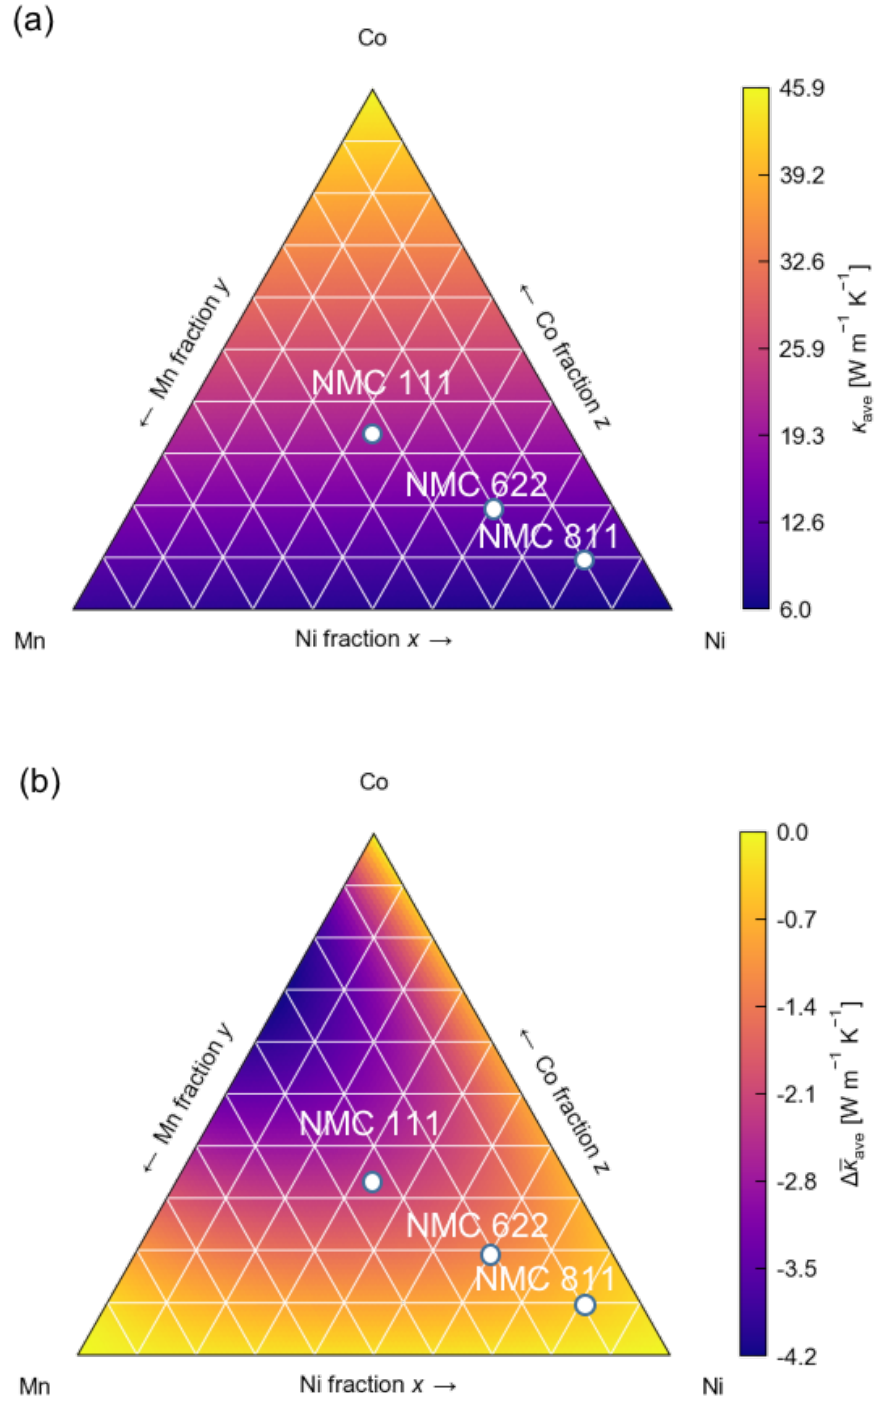 (a)
Co
45.9
39.2
32.6
25.9
19.3
12.6
6.0
κave [W m−1 K−1]
← Mn fraction y
← Co fraction z
NMC 111
NMC 622
NMC 811
Mn
Ni fraction x →
Ni
(b)
Co
0.0
-0.7
-1.4
-2.1
-2.8
-3.5
-4.2
Δκ̅ave [W m−1 K−1]
← Mn fraction y
← Co fraction z
NMC 111
NMC 622
NMC 811
Mn
Ni fraction x →
Ni